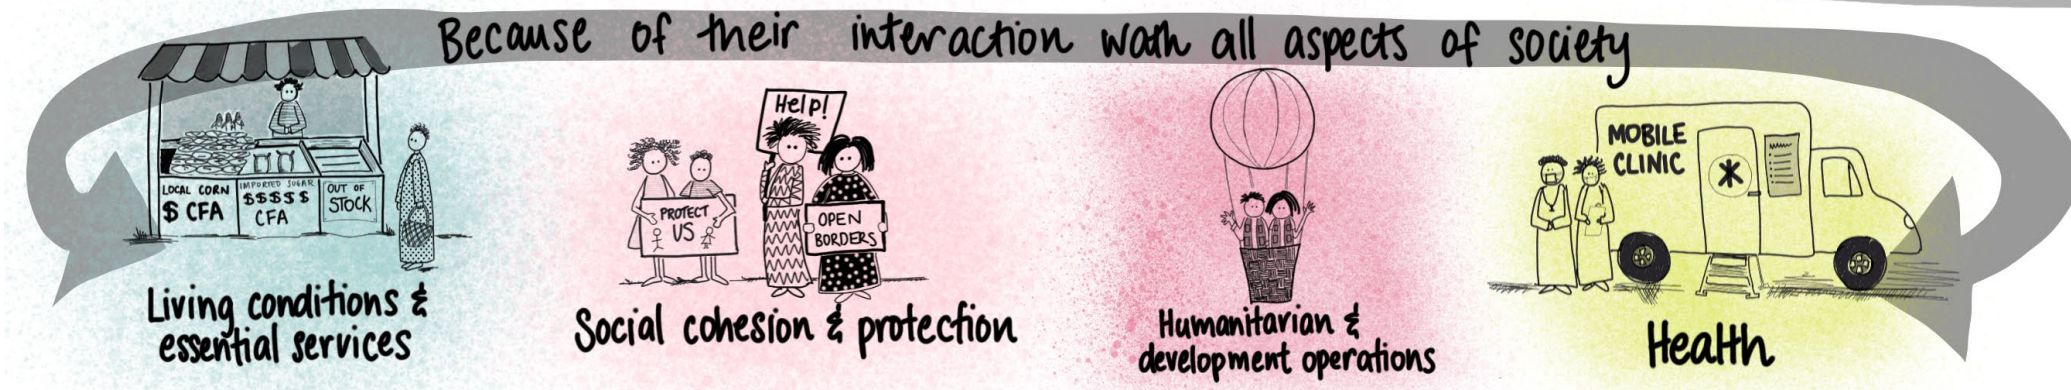 Because of their interaction wath all aspects of society
LOCAL CORN
$ CFA
IMPORTED SUGAR
$$$$$
CFA
OUT OF
STOCK
Living conditions &
essential services
Help!
PROTECT
US
OPEN
BORDERS
Social cohesion & protection
Humanitarian &
development operations
MOBILE
CLINIC
Health